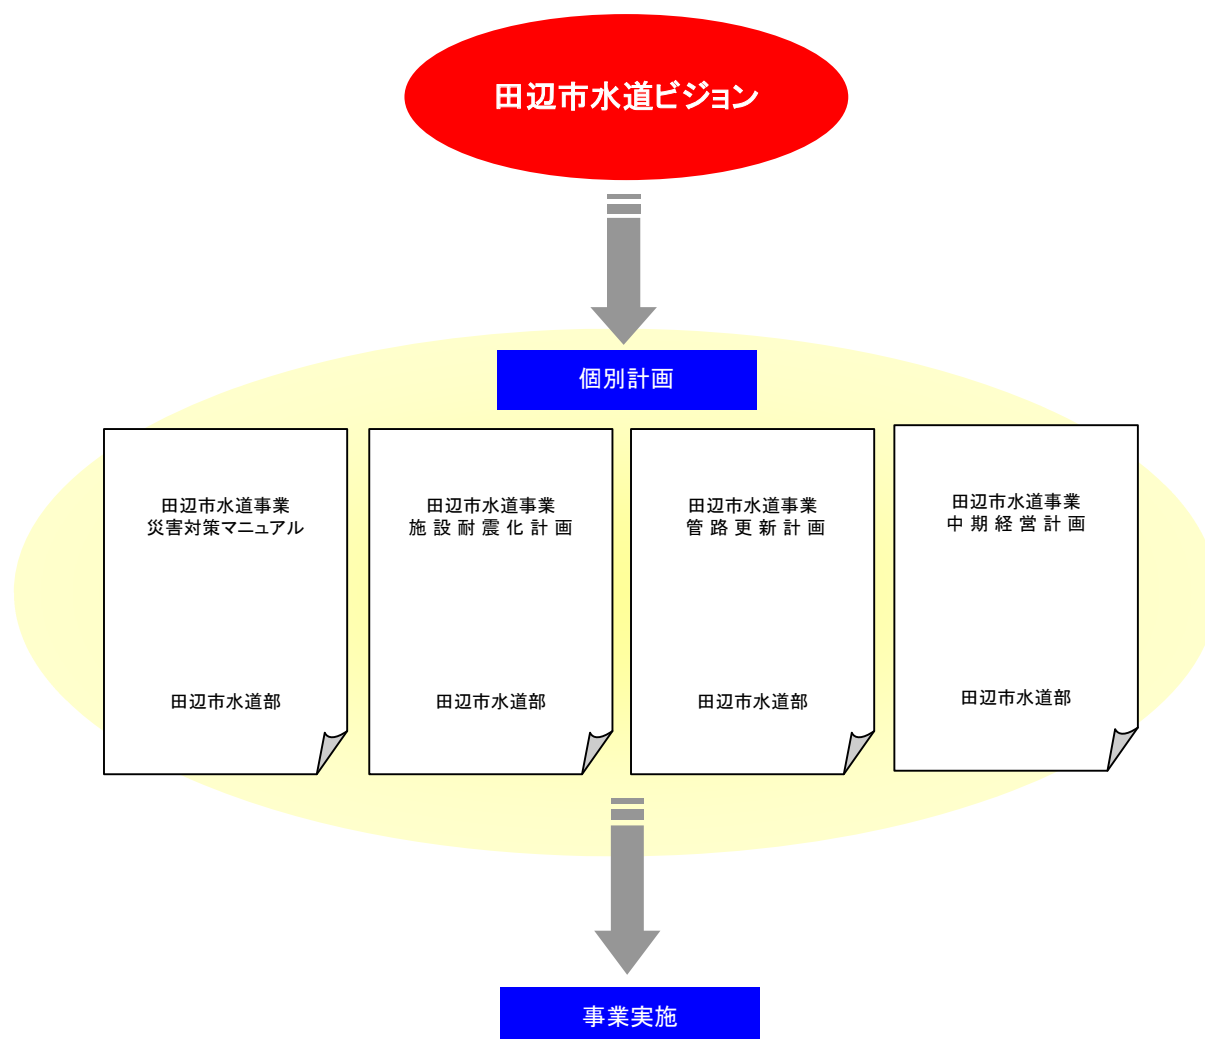 田辺市水道ビジョン
個別計画
田辺市水道事業
災害対策マニュアル
田辺市水道部
田辺市水道事業
施設耐震化計画
田辺市水道部
田辺市水道事業
管路更新計画
田辺市水道部
田辺市水道事業
中期経営計画
田辺市水道部
事業実施